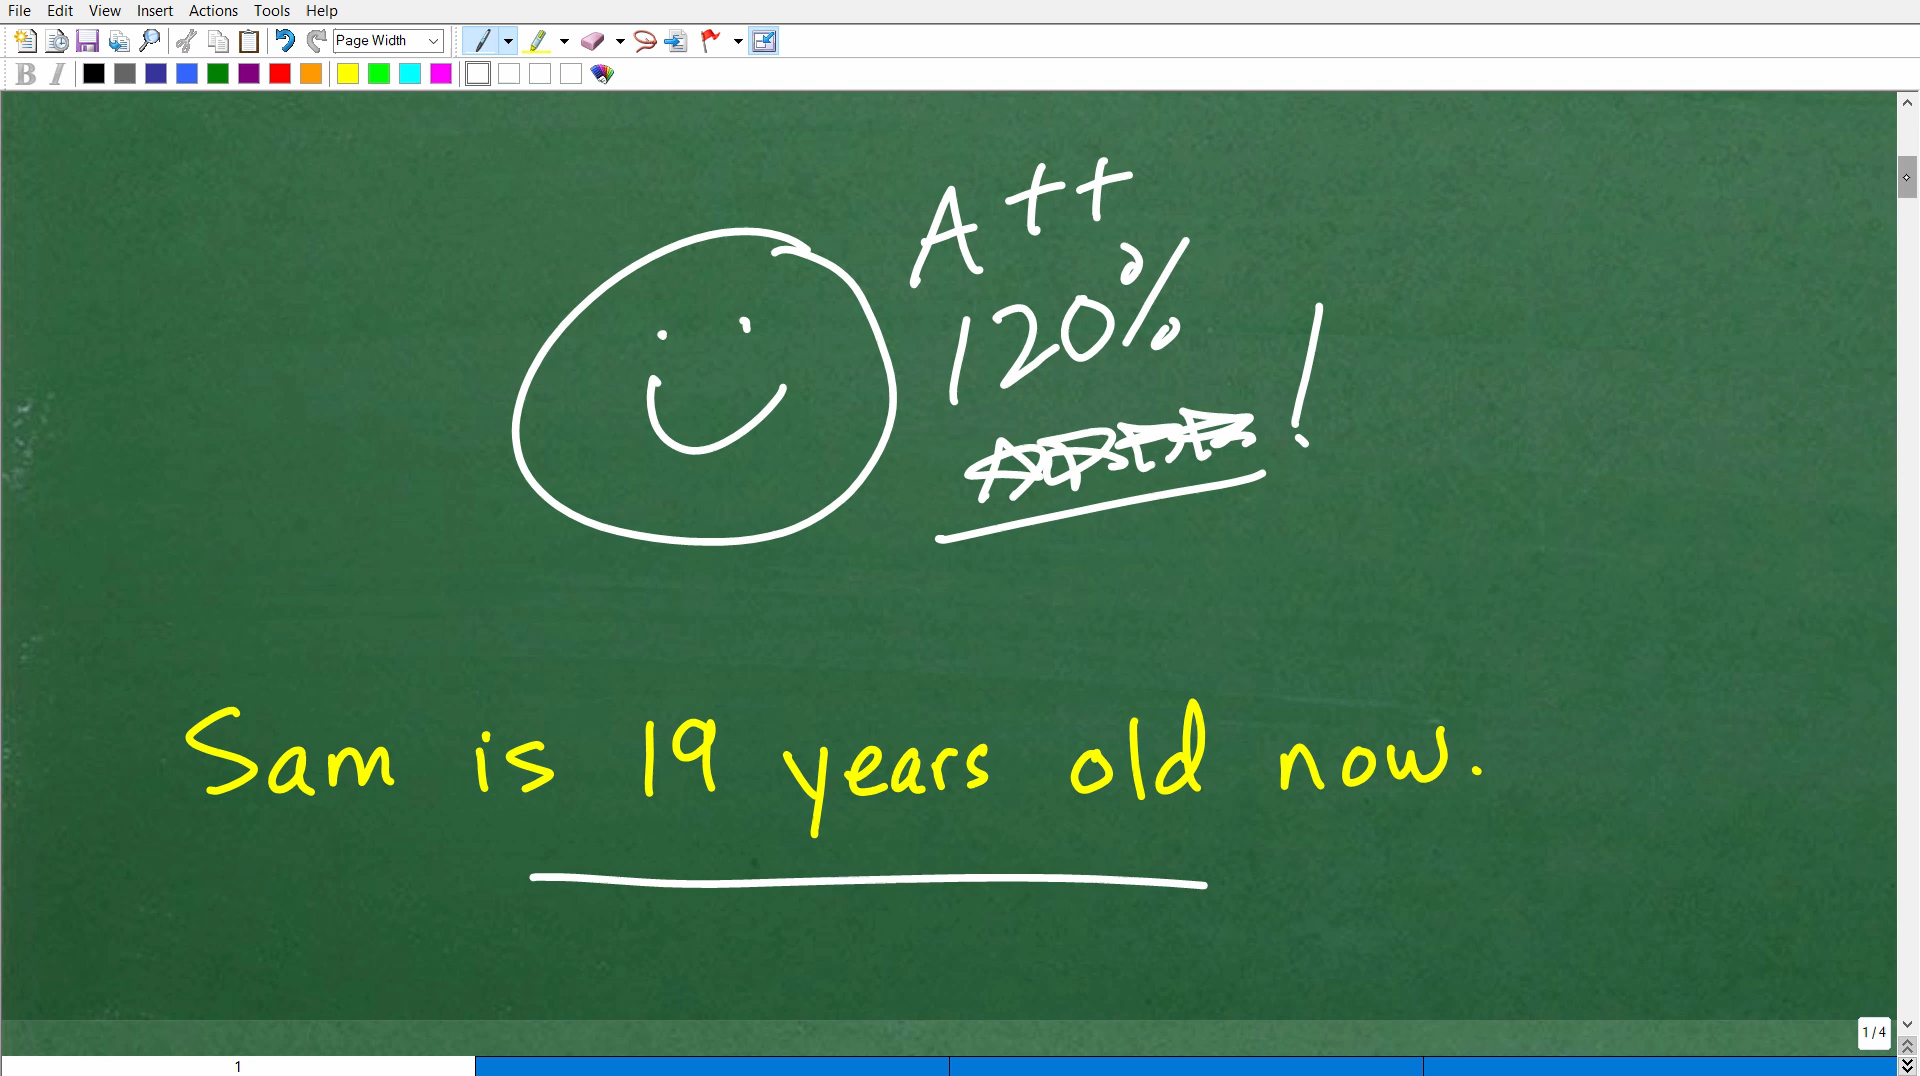 File Edit View Insert Actions Tools Help
Page Width
B I
A++
120%
!
Sam is 19 years old now.
1 / 4
1